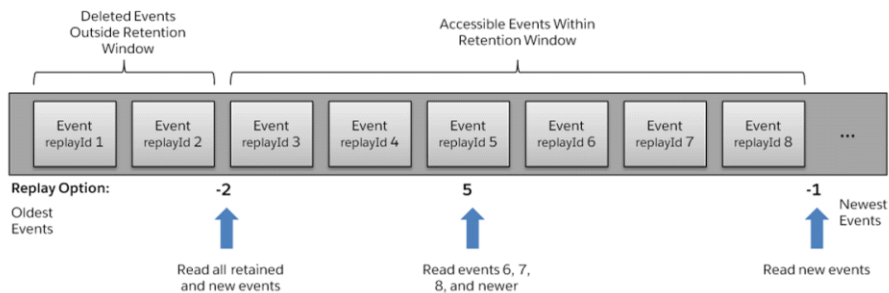 Deleted Events
Outside Retention
Window
Accessible Events Within
Retention Window
Event
replayId 1
Event
replayId 2
Event
replayId 3
Event
replayId 4
Event
replayId 5
Event
replayId 6
Event
replayId 7
Event
replayId 8
...
Replay Option:
-2
5
-1
Oldest
Events
Newest
Events
Read all retained
and new events
Read events 6, 7,
8, and newer
Read new events